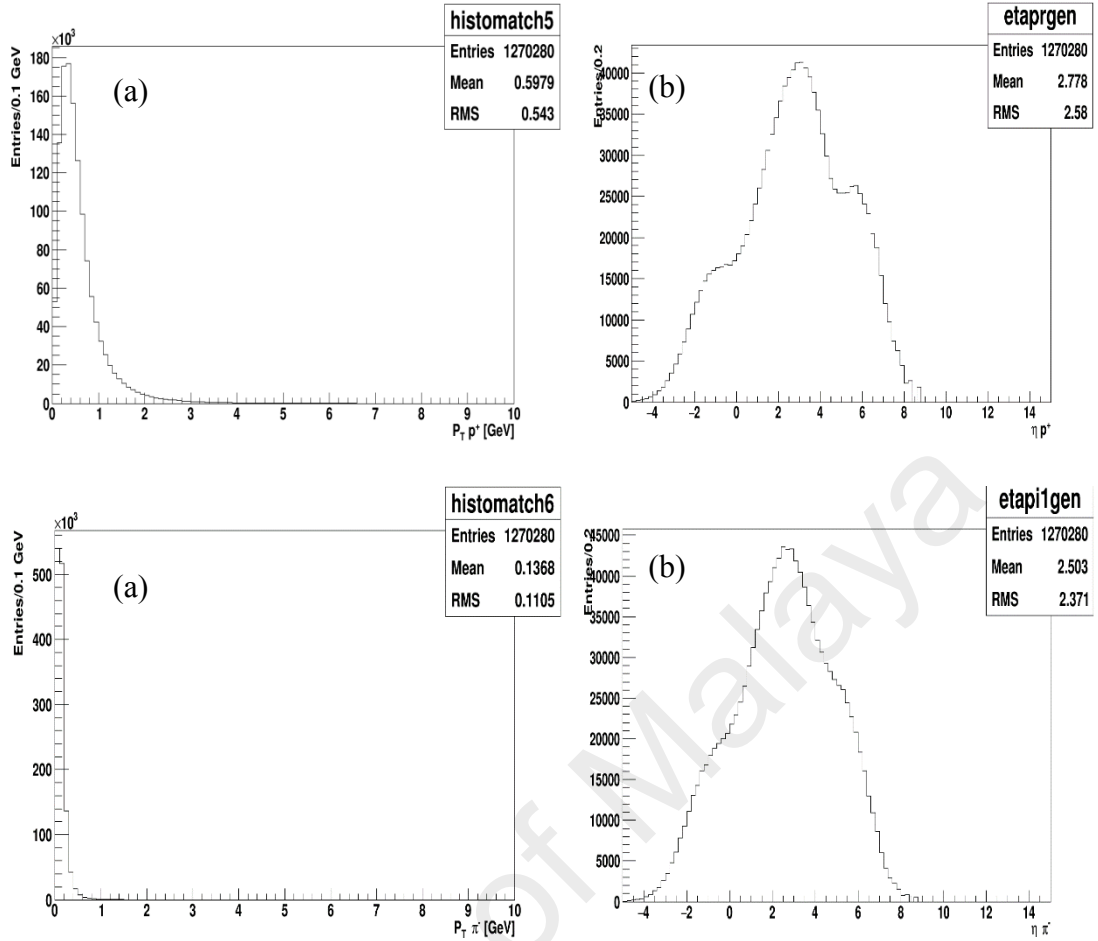 histomatch5
Entries 1270280
Mean 0.5979
RMS 0.543
×10³
Entries/0.1 GeV
180
160
140
120
100
80
60
40
20
0
(a)
0 1 2 3 4 5 6 7 8 9 10
P_T p⁺ [GeV]
etaprgen
Entries 1270280
Mean 2.778
RMS 2.58
Entries/0.2
40000
35000
30000
25000
20000
15000
10000
5000
0
(b)
−4 −2 0 2 4 6 8 10 12 14
η p⁺
histomatch6
Entries 1270280
Mean 0.1368
RMS 0.1105
×10³
Entries/0.1 GeV
500
400
300
200
100
0
(a)
0 1 2 3 4 5 6 7 8 9 10
P_T π⁻ [GeV]
etapi1gen
Entries 1270280
Mean 2.503
RMS 2.371
Entries/0.2
45000
40000
35000
30000
25000
20000
15000
10000
5000
0
(b)
−4 −2 0 2 4 6 8 10 12 14
η π⁻
of Malaya